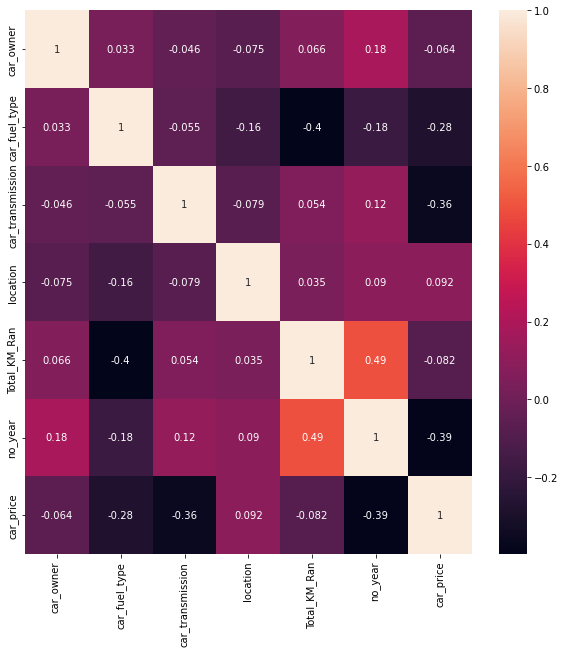 car_owner 1 0.033 -0.046 -0.075 0.066 0.18 -0.064
car_fuel_type 0.033 1 -0.055 -0.16 -0.4 -0.18 -0.28
car_transmission -0.046 -0.055 1 -0.079 0.054 0.12 -0.36
location -0.075 -0.16 -0.079 1 0.035 0.09 0.092
Total_KM_Ran 0.066 -0.4 0.054 0.035 1 0.49 -0.082
no_year 0.18 -0.18 0.12 0.09 0.49 1 -0.39
car_price -0.064 -0.28 -0.36 0.092 -0.082 -0.39 1
car_owner car_fuel_type car_transmission location Total_KM_Ran no_year car_price
1.0
0.8
0.6
0.4
0.2
0.0
-0.2